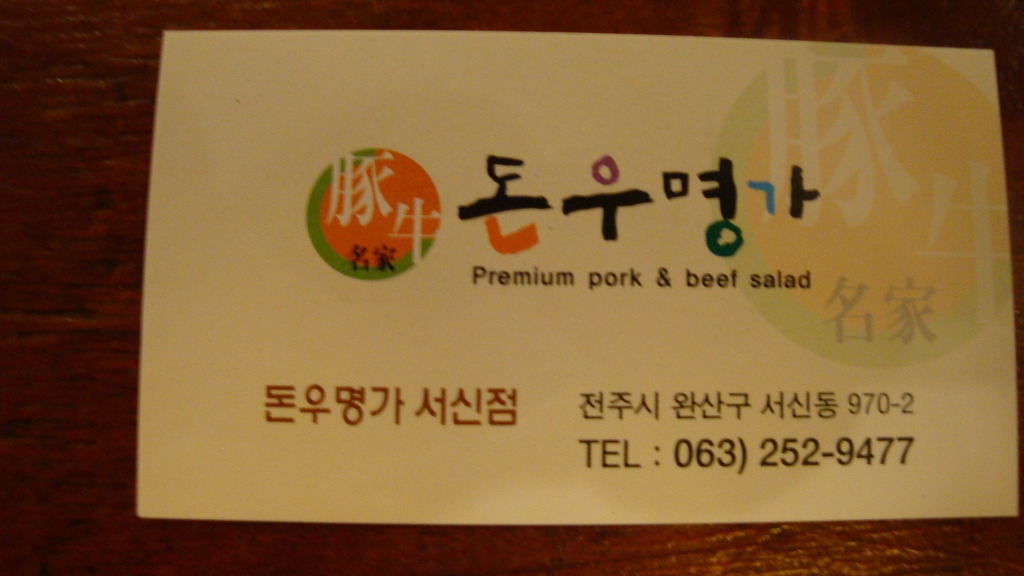 豚牛
名家
돈우명가
Premium pork & beef salad
豚牛
名家
돈우명가 서신점
전주시 완산구 서신동 970-2
TEL : 063) 252-9477